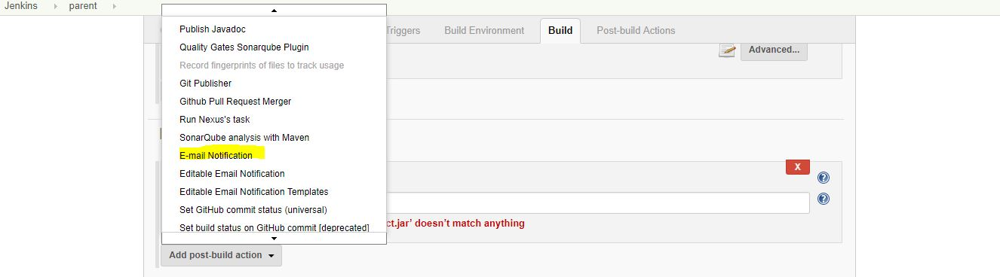 Jenkins parent
Triggers Build Environment Build Post-build Actions
Advanced...
Publish Javadoc
Quality Gates Sonarqube Plugin
Record fingerprints of files to track usage
Git Publisher
Github Pull Request Merger
Run Nexus's task
SonarQube analysis with Maven
E-mail Notification
X
Editable Email Notification
?
Editable Email Notification Templates
?
Set GitHub commit status (universal)
Set build status on GitHub commit [deprecated]
ct.jar’ doesn’t match anything
Add post-build action